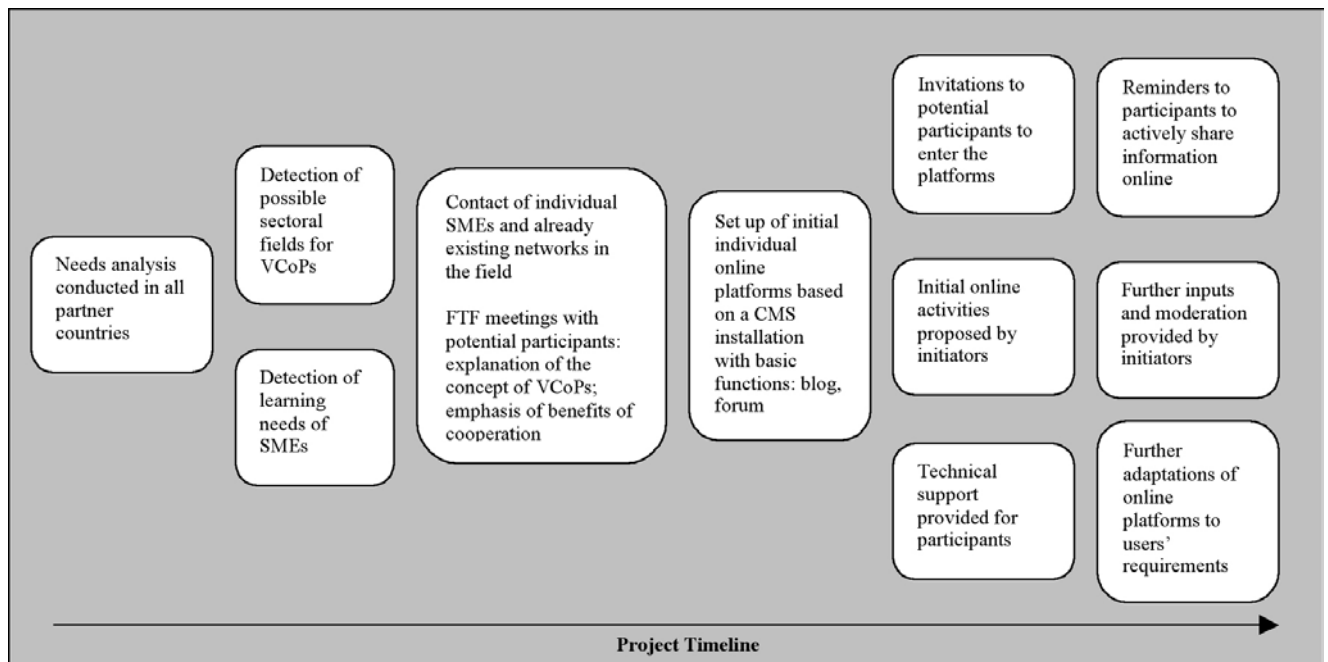 Needs analysis
conducted in all
partner
countries
Detection of
possible
sectoral
fields for
VCoPs
Detection of
learning
needs of
SMEs
Contact of individual
SMEs and already
existing networks in
the field
FTF meetings with
potential participants:
explanation of the
concept of VCoPs;
emphasis of benefits of
cooperation
Set up of initial
individual
online
platforms based
on a CMS
installation
with basic
functions: blog,
forum
Invitations to
potential
participants to
enter the
platforms
Initial online
activities
proposed by
initiators
Technical
support
provided for
participants
Reminders to
participants to
actively share
information
online
Further inputs
and moderation
provided by
initiators
Further
adaptations of
online
platforms to
users’
requirements
Project Timeline